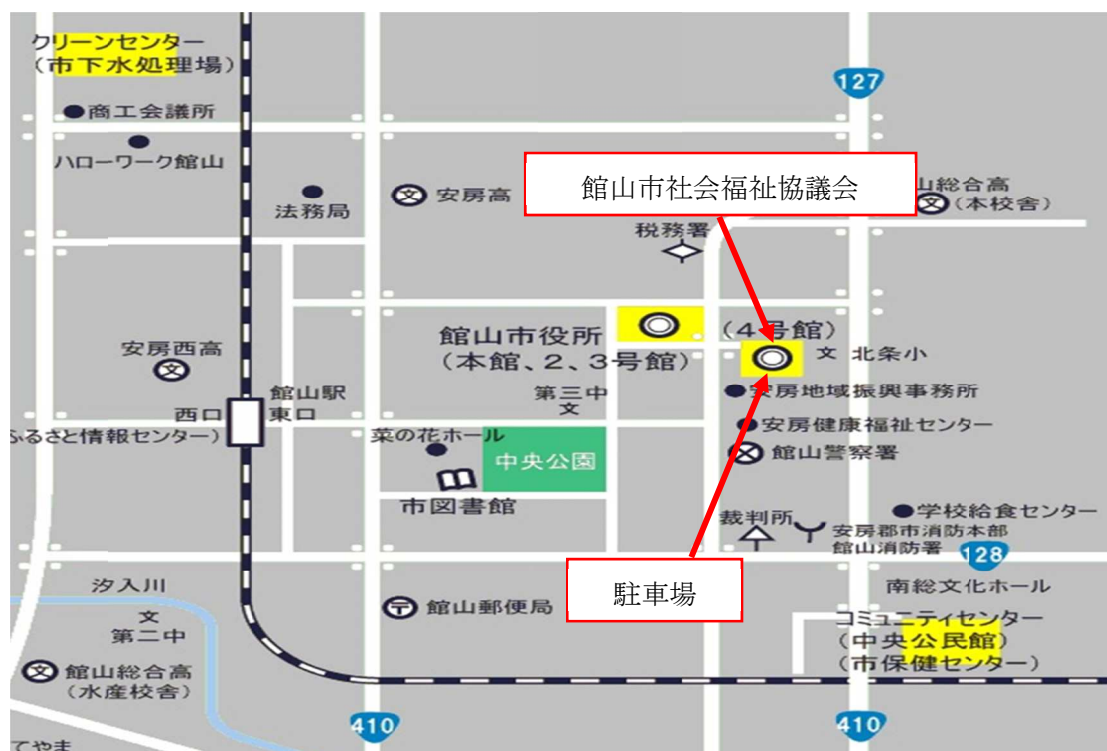 クリーンセンター
(市下水処理場)
127
商工会議所
ハローワーク館山
館山市社会福祉協議会
山総合高
文
(本校舎)
法務局
文
安房高
税務署
館山市役所
(本館、2、3号館)
(4号館)
文
北条小
安房西高
文
館山駅
西口
東口
ふるさと情報センター)
第三中
文
安房地域振興事務所
安房健康福祉センター
館山警察署
菜の花ホール
中央公園
市図書館
裁判所
学校給食センター
安房郡市消防本部
館山消防署
128
汐入川
文
第二中
館山郵便局
駐車場
南総文化ホール
コミュニティセンター
(中央公民館)
(市保健センター)
文
館山総合高
(水産校舎)
410
410
てやま